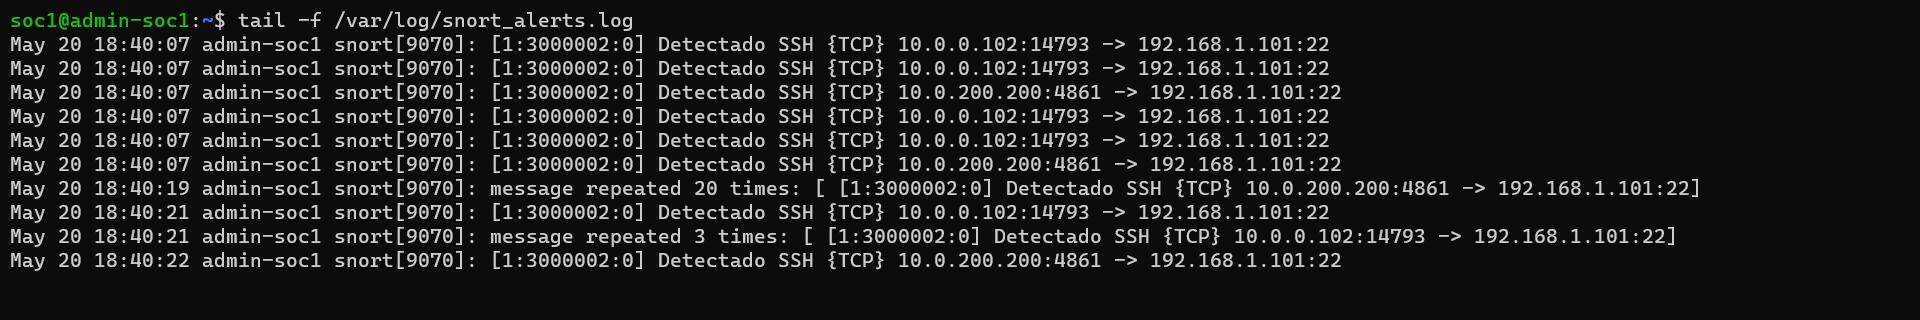 soc1@admin-soc1:~$ tail -f /var/log/snort_alerts.log
May 20 18:40:07 admin-soc1 snort[9070]: [1:3000002:0] Detectado SSH {TCP} 10.0.0.102:14793 -> 192.168.1.101:22
May 20 18:40:07 admin-soc1 snort[9070]: [1:3000002:0] Detectado SSH {TCP} 10.0.0.102:14793 -> 192.168.1.101:22
May 20 18:40:07 admin-soc1 snort[9070]: [1:3000002:0] Detectado SSH {TCP} 10.0.200.200:4861 -> 192.168.1.101:22
May 20 18:40:07 admin-soc1 snort[9070]: [1:3000002:0] Detectado SSH {TCP} 10.0.0.102:14793 -> 192.168.1.101:22
May 20 18:40:07 admin-soc1 snort[9070]: [1:3000002:0] Detectado SSH {TCP} 10.0.0.102:14793 -> 192.168.1.101:22
May 20 18:40:07 admin-soc1 snort[9070]: [1:3000002:0] Detectado SSH {TCP} 10.0.200.200:4861 -> 192.168.1.101:22
May 20 18:40:19 admin-soc1 snort[9070]: message repeated 20 times: [ [1:3000002:0] Detectado SSH {TCP} 10.0.200.200:4861 -> 192.168.1.101:22]
May 20 18:40:21 admin-soc1 snort[9070]: [1:3000002:0] Detectado SSH {TCP} 10.0.0.102:14793 -> 192.168.1.101:22
May 20 18:40:21 admin-soc1 snort[9070]: message repeated 3 times: [ [1:3000002:0] Detectado SSH {TCP} 10.0.0.102:14793 -> 192.168.1.101:22]
May 20 18:40:22 admin-soc1 snort[9070]: [1:3000002:0] Detectado SSH {TCP} 10.0.200.200:4861 -> 192.168.1.101:22